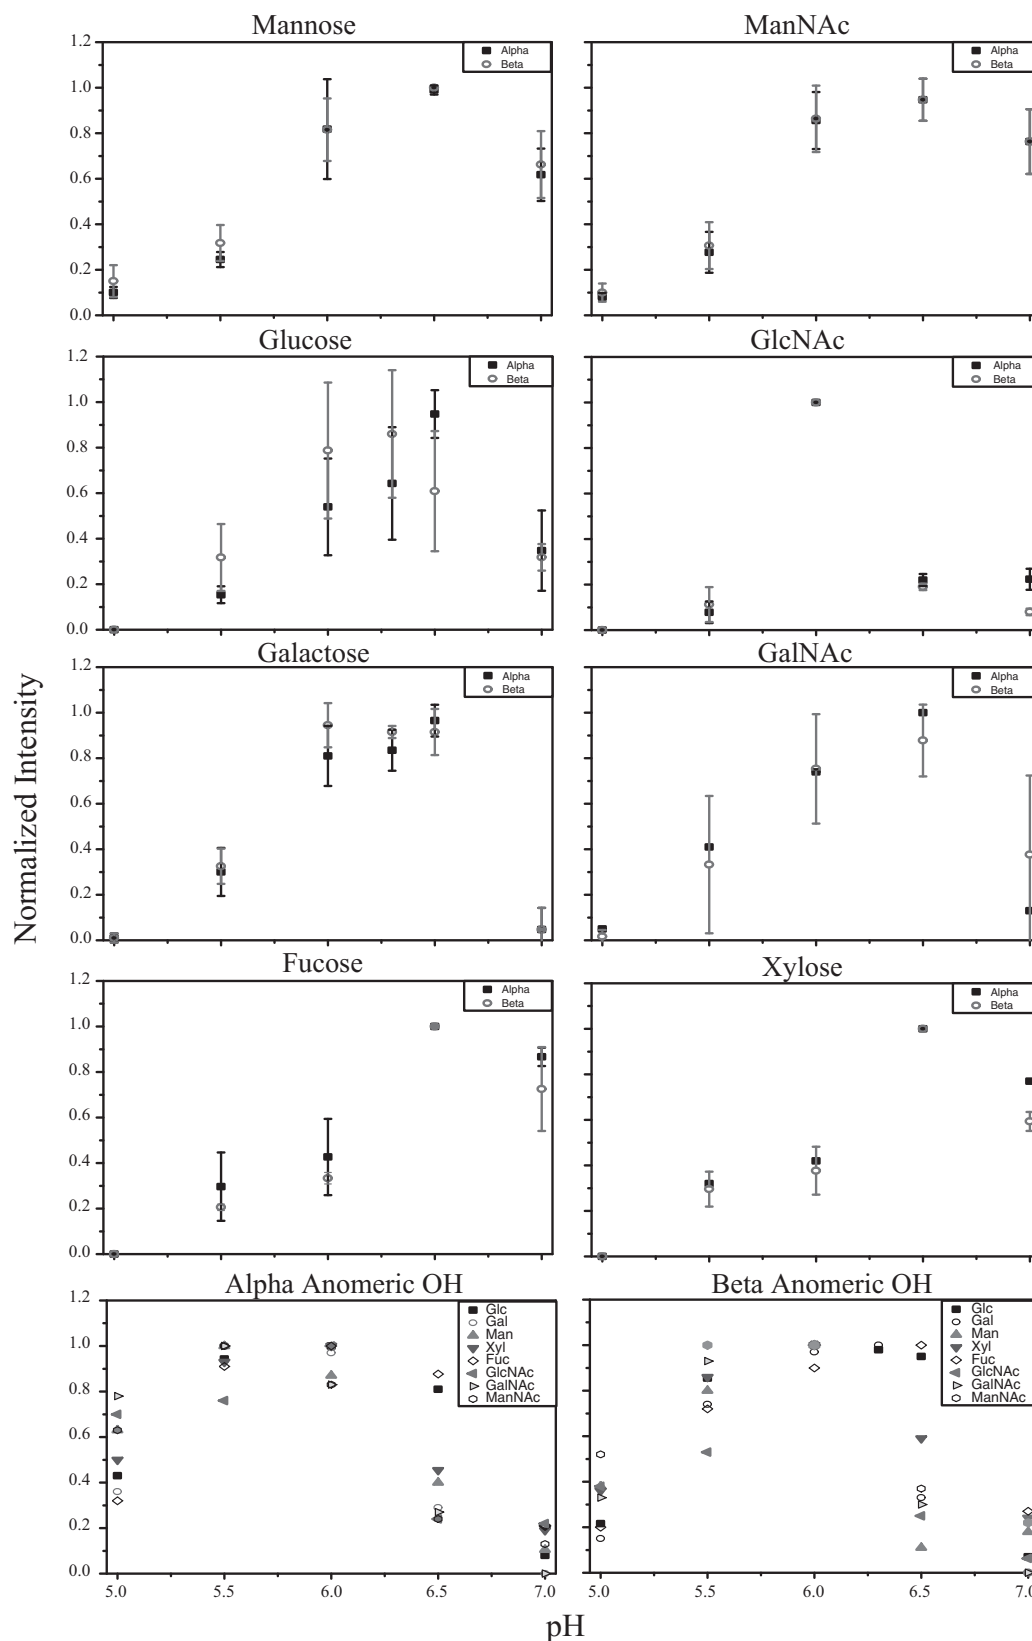 Mannose
ManNAc
1.2
1.0
0.8
0.6
0.4
0.2
0.0
Alpha
Beta
Alpha
Beta
Glucose
GlcNAc
1.2
1.0
0.8
0.6
0.4
0.2
0.0
Alpha
Beta
Alpha
Beta
Galactose
GalNAc
1.2
1.0
0.8
0.6
0.4
0.2
0.0
Alpha
Beta
Alpha
Beta
Normalized Intensity
Fucose
Xylose
1.2
1.0
0.8
0.6
0.4
0.2
0.0
Alpha
Beta
Alpha
Beta
Alpha Anomeric OH
Beta Anomeric OH
1.2
1.0
0.8
0.6
0.4
0.2
0.0
Glc
Gal
Man
Xyl
Fuc
GlcNAc
GalNAc
ManNAc
Glc
Gal
Man
Xyl
Fuc
GlcNAc
GalNAc
ManNAc
5.0 5.5 6.0 6.5 7.0
5.0 5.5 6.0 6.5 7.0
pH